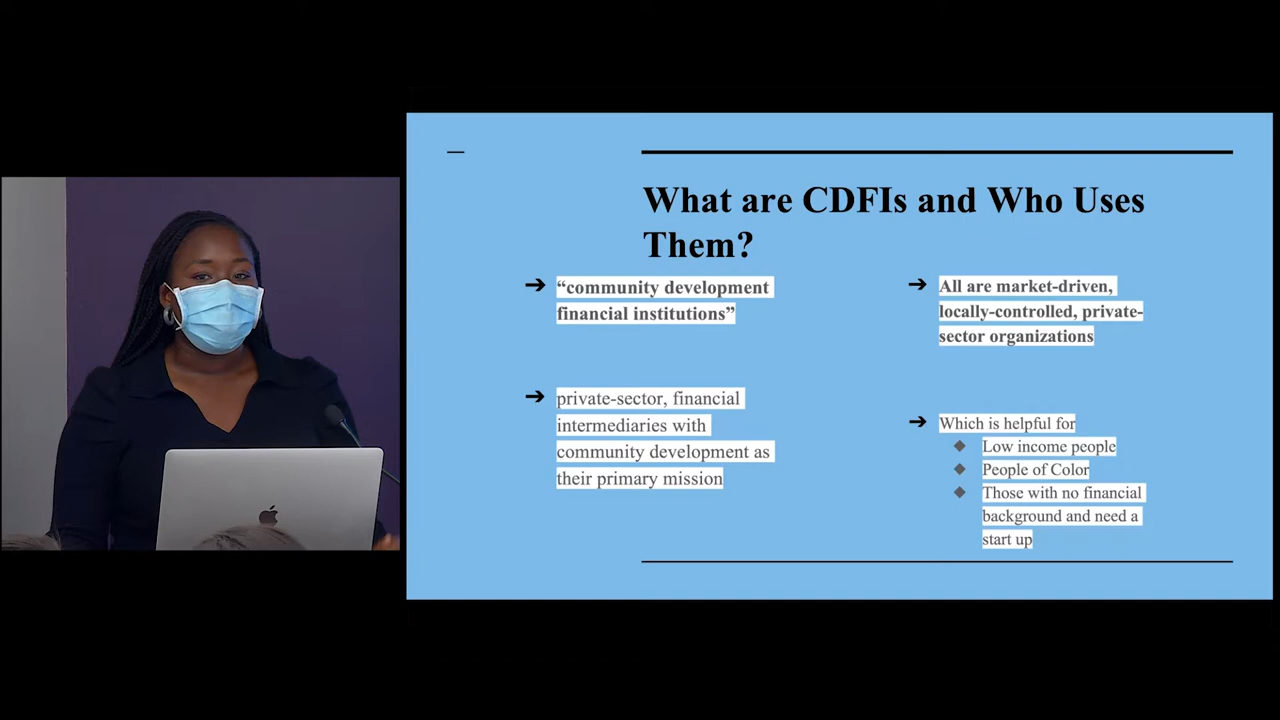 What are CDFIs and Who Uses
Them?
“community development
financial institutions”
private-sector, financial
intermediaries with
community development as
their primary mission
All are market-driven,
locally-controlled, private-
sector organizations
Which is helpful for
Low income people
People of Color
Those with no financial
background and need a
start up